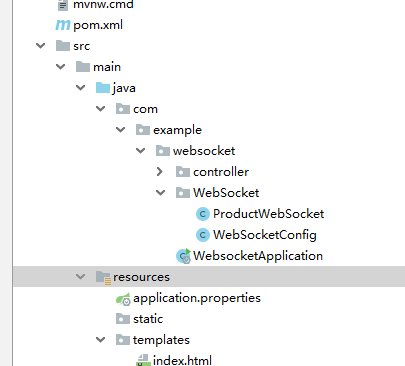 mvnw.cmd
pom.xml
src
main
java
com
example
websocket
controller
WebSocket
ProductWebSocket
WebSocketConfig
WebsocketApplication
resources
application.properties
static
templates
index.html